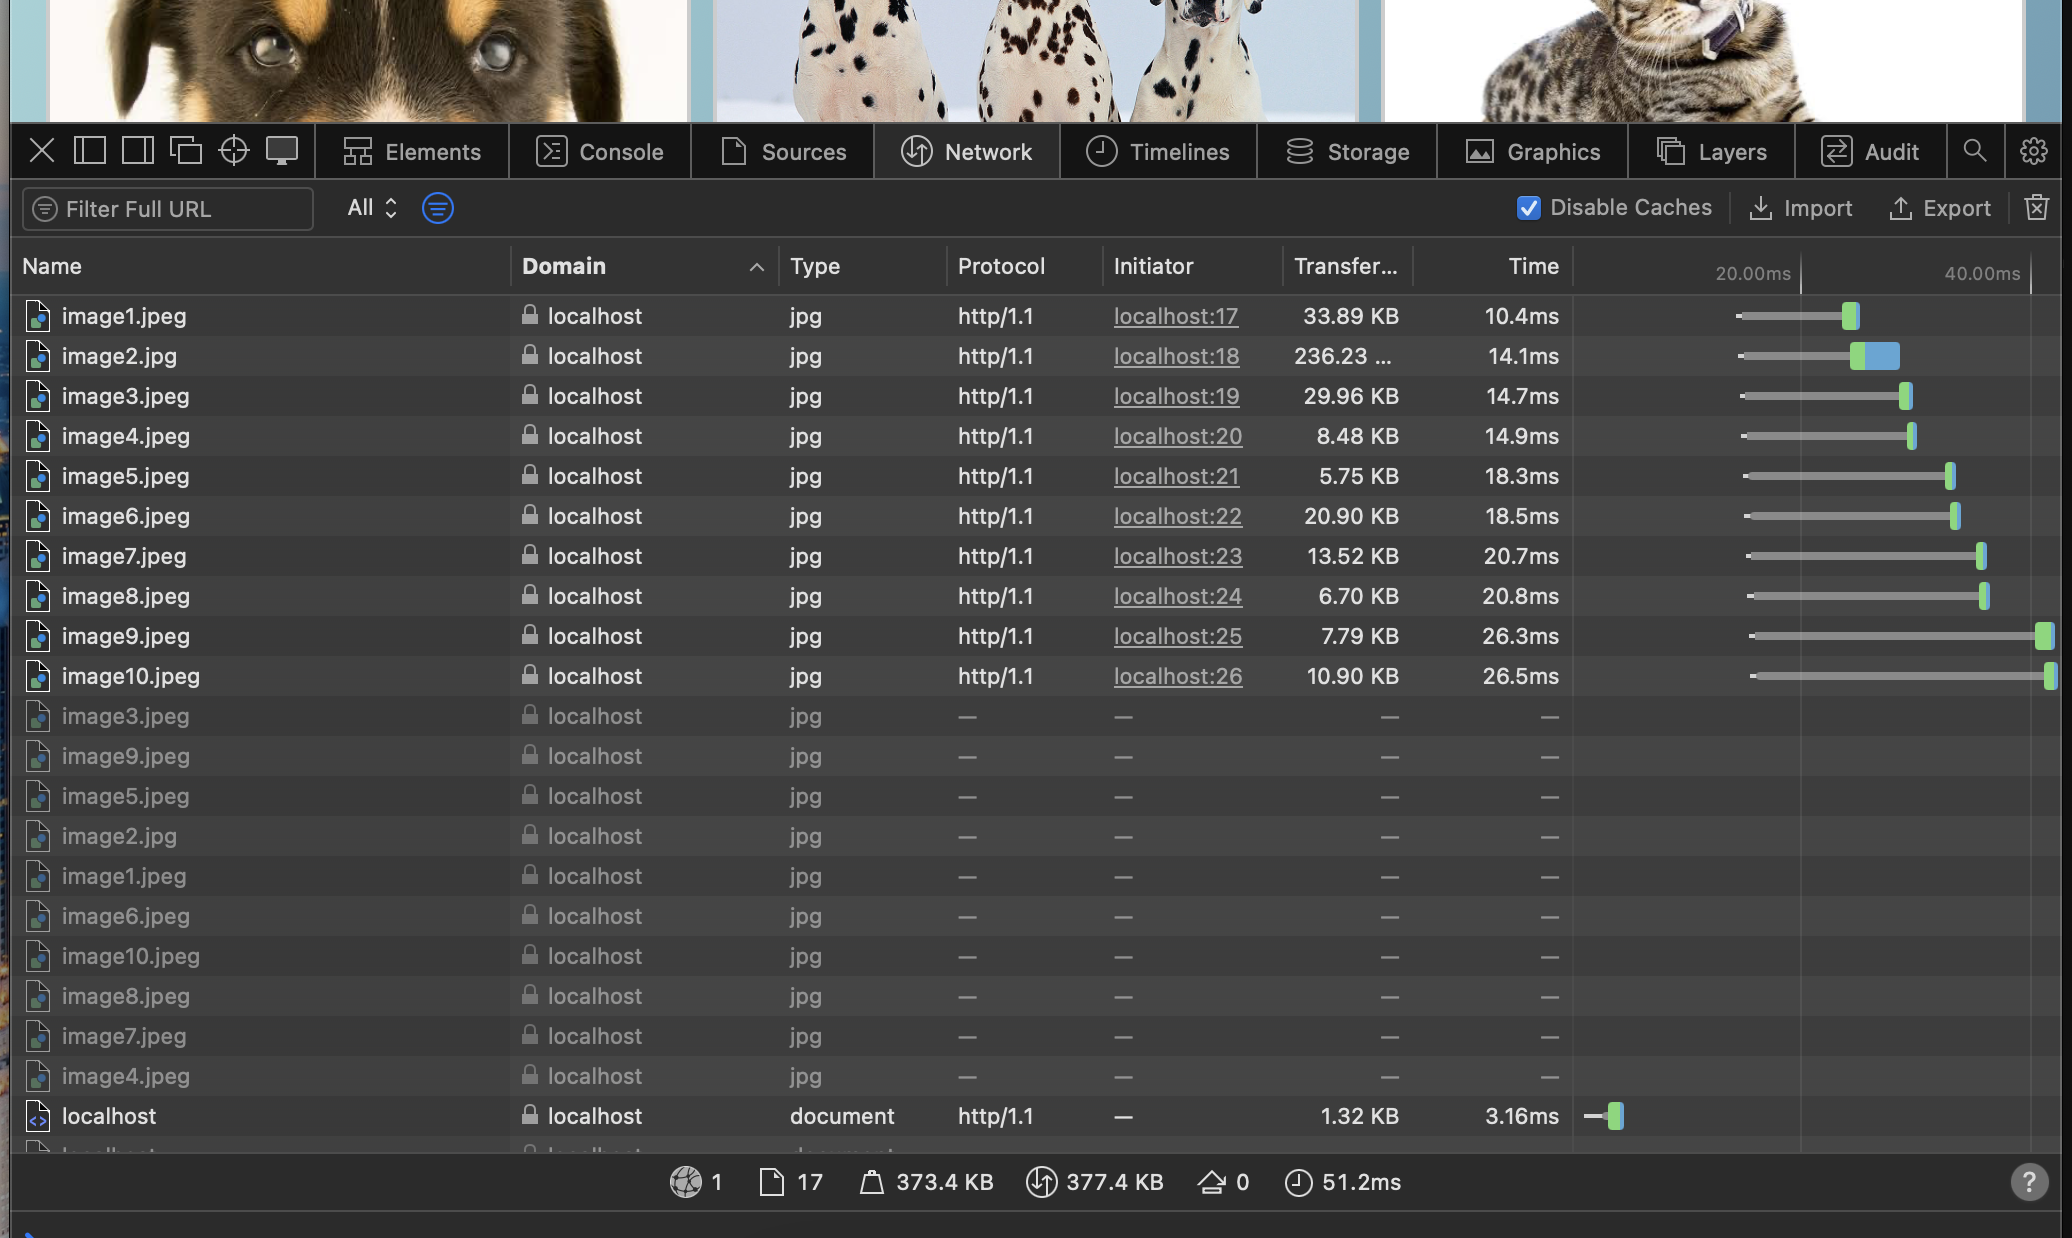 Elements Console Sources Network Timelines Storage Graphics Layers Audit
Filter Full URL All Disable Caches Import Export
Name Domain Type Protocol Initiator Transfer... Time 20.00ms 40.00ms
image1.jpeg localhost jpg http/1.1 localhost:17 33.89 KB 10.4ms
image2.jpg localhost jpg http/1.1 localhost:18 236.23 ... 14.1ms
image3.jpeg localhost jpg http/1.1 localhost:19 29.96 KB 14.7ms
image4.jpeg localhost jpg http/1.1 localhost:20 8.48 KB 14.9ms
image5.jpeg localhost jpg http/1.1 localhost:21 5.75 KB 18.3ms
image6.jpeg localhost jpg http/1.1 localhost:22 20.90 KB 18.5ms
image7.jpeg localhost jpg http/1.1 localhost:23 13.52 KB 20.7ms
image8.jpeg localhost jpg http/1.1 localhost:24 6.70 KB 20.8ms
image9.jpeg localhost jpg http/1.1 localhost:25 7.79 KB 26.3ms
image10.jpeg localhost jpg http/1.1 localhost:26 10.90 KB 26.5ms
image3.jpeg localhost jpg — — — —
image9.jpeg localhost jpg — — — —
image5.jpeg localhost jpg — — — —
image2.jpg localhost jpg — — — —
image1.jpeg localhost jpg — — — —
image6.jpeg localhost jpg — — — —
image10.jpeg localhost jpg — — — —
image8.jpeg localhost jpg — — — —
image7.jpeg localhost jpg — — — —
image4.jpeg localhost jpg — — — —
localhost localhost document http/1.1 — 1.32 KB 3.16ms
1 17 373.4 KB 377.4 KB 0 51.2ms ?